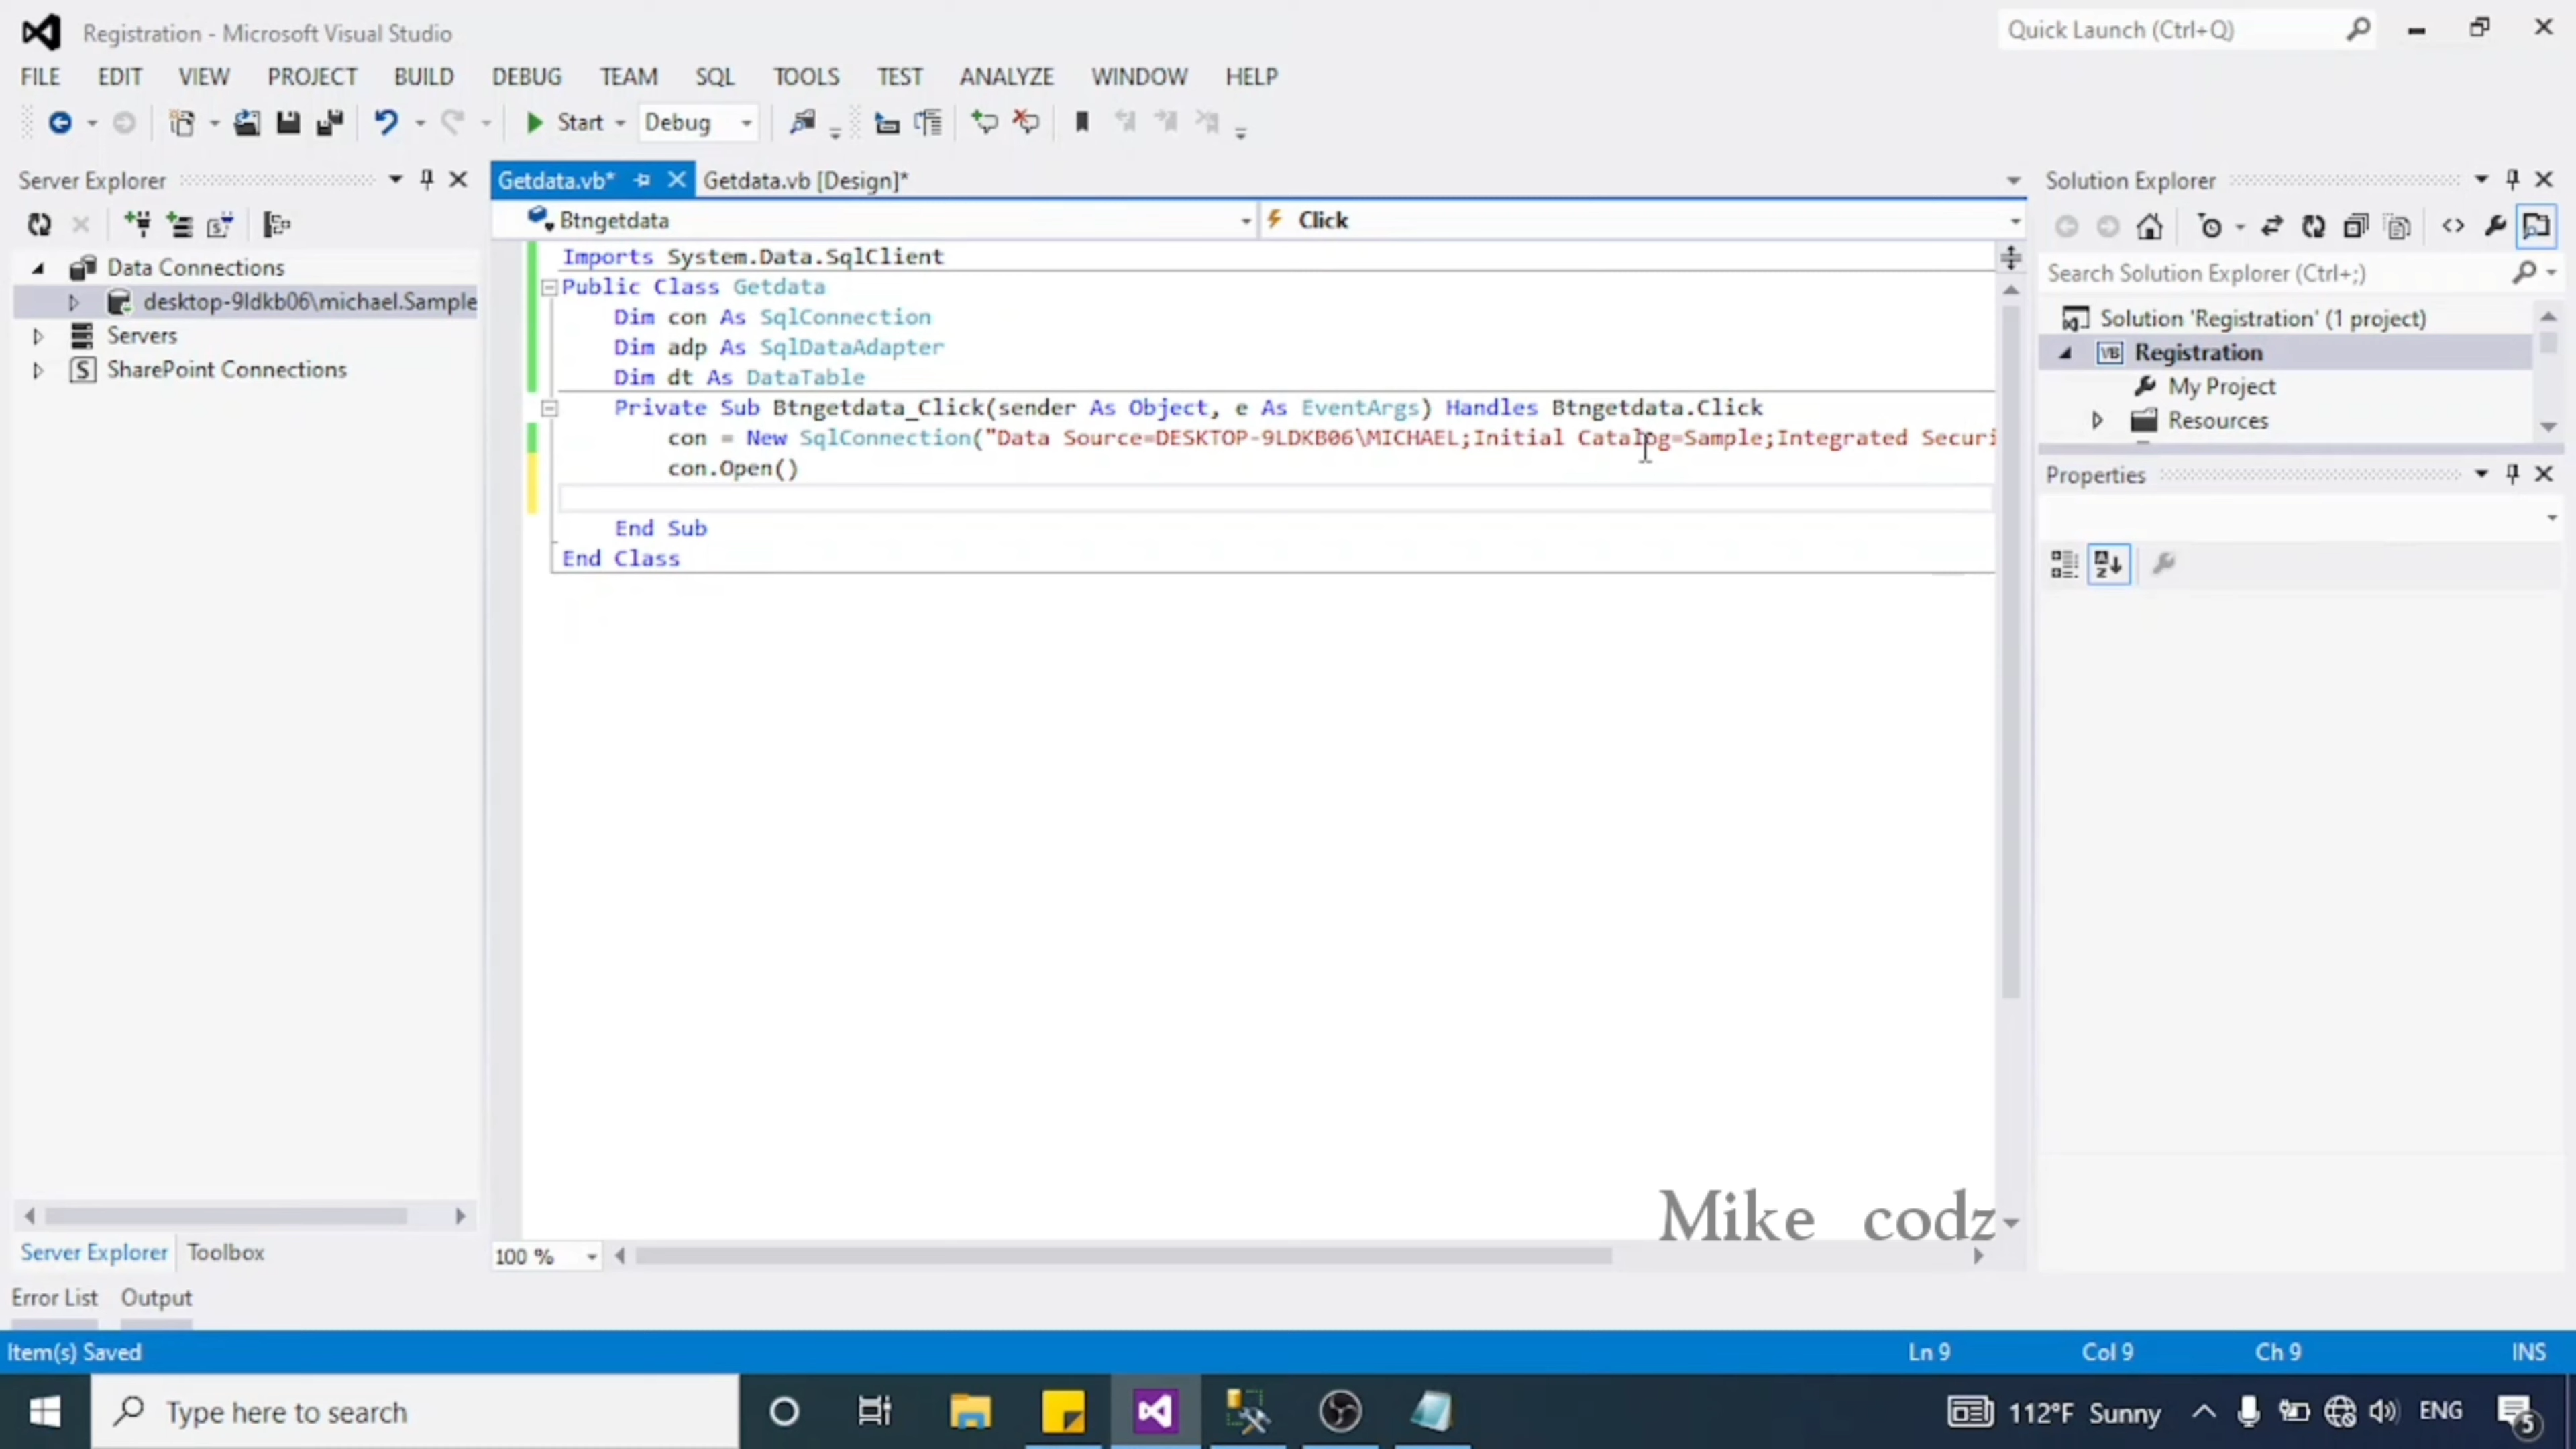 Registration - Microsoft Visual Studio
Quick Launch (Ctrl+Q)
FILE EDIT VIEW PROJECT BUILD DEBUG TEAM SQL TOOLS TEST ANALYZE WINDOW HELP
Start Debug
Server Explorer
Data Connections
desktop-9ldkb06\michael.Sample
Servers
SharePoint Connections
Getdata.vb* Getdata.vb [Design]*
Btngetdata Click
Imports System.Data.SqlClient
Public Class Getdata
Dim con As SqlConnection
Dim adp As SqlDataAdapter
Dim dt As DataTable
Private Sub Btngetdata_Click(sender As Object, e As EventArgs) Handles Btngetdata.Click
con = New SqlConnection("Data Source=DESKTOP-9LDKB06\MICHAEL;Initial Catalog=Sample;Integrated Securi
con.Open()
End Sub
End Class
Solution Explorer
Search Solution Explorer (Ctrl+;)
Solution 'Registration' (1 project)
VB Registration
My Project
Resources
Properties
Mike codz
100 %
Server Explorer Toolbox
Error List Output
Item(s) Saved Ln 9 Col 9 Ch 9 INS
Type here to search
112°F Sunny ENG 5